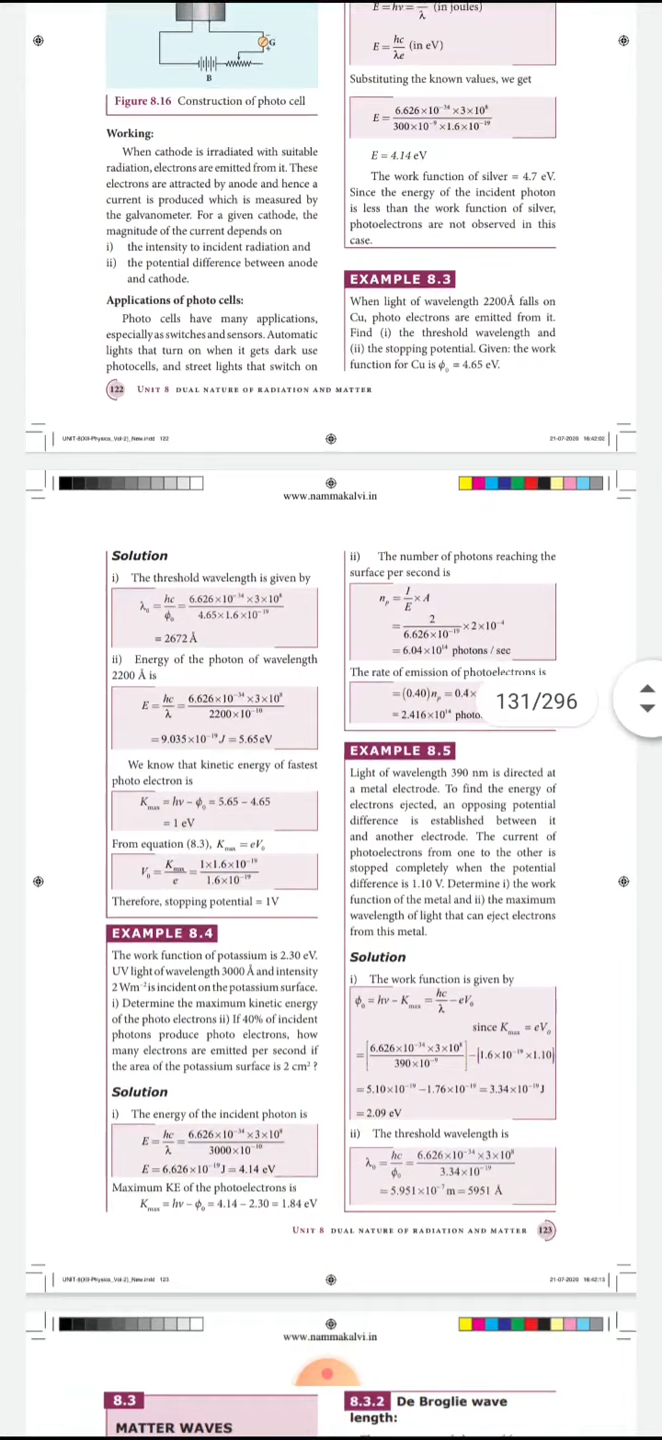 G
B
Figure 8.16 Construction of photo cell
Working:
When cathode is irradiated with suitable
radiation, electrons are emitted from it. These
electrons are attracted by anode and hence a
current is produced which is measured by
the galvanometer. For a given cathode, the
magnitude of the current depends on
i) the intensity to incident radiation and
ii) the potential difference between anode
and cathode.
Applications of photo cells:
Photo cells have many applications,
especially as switches and sensors. Automatic
lights that turn on when it gets dark use
photocells, and street lights that switch on
E = hν = /λ (in joules)
E = hc/λe (in eV)
Substituting the known values, we get
E = 6.626×10⁻³⁴ ×3×10⁸ / 300×10⁻⁹ ×1.6×10⁻¹⁹
E = 4.14 eV
The work function of silver = 4.7 eV.
Since the energy of the incident photon
is less than the work function of silver,
photoelectrons are not observed in this
case.
EXAMPLE 8.3
When light of wavelength 2200Å falls on
Cu, photo electrons are emitted from it.
Find (i) the threshold wavelength and
(ii) the stopping potential. Given: the work
function for Cu is ϕ₀ = 4.65 eV.
122 UNIT 8 DUAL NATURE OF RADIATION AND MATTER
UNIT-8(XII-Physics_Vol-2)_New.indd 122
21-07-2020 16:42:02
www.nammakalvi.in
Solution
i) The threshold wavelength is given by
λ₀ = hc/ϕ₀ = 6.626×10⁻³⁴ ×3×10⁸ / 4.65×1.6×10⁻¹⁹
= 2672 Å
ii) Energy of the photon of wavelength
2200 Å is
E = hc/λ = 6.626×10⁻³⁴ ×3×10⁸ / 2200×10⁻¹⁰
= 9.035×10⁻¹⁹ J = 5.65 eV
We know that kinetic energy of fastest
photo electron is
Kmax = hν − ϕ₀ = 5.65 − 4.65
= 1 eV
From equation (8.3), Kmax = eV₀
V₀ = Kmax/e = 1×1.6×10⁻¹⁹ / 1.6×10⁻¹⁹
Therefore, stopping potential = 1V
EXAMPLE 8.4
The work function of potassium is 2.30 eV.
UV light of wavelength 3000 Å and intensity
2 Wm⁻² is incident on the potassium surface.
i) Determine the maximum kinetic energy
of the photo electrons ii) If 40% of incident
photons produce photo electrons, how
many electrons are emitted per second if
the area of the potassium surface is 2 cm² ?
Solution
i) The energy of the incident photon is
E = hc/λ = 6.626×10⁻³⁴ ×3×10⁸ / 3000×10⁻¹⁰
E = 6.626×10⁻¹⁹ J = 4.14 eV
Maximum KE of the photoelectrons is
Kmax = hν − ϕ₀ = 4.14 − 2.30 = 1.84 eV
ii) The number of photons reaching the
surface per second is
nₚ = I/E × A
= 2 / 6.626×10⁻¹⁹ ×2×10⁻⁴
= 6.04×10¹⁴ photons / sec
The rate of emission of photoelectrons is
= (0.40)nₚ = 0.4×
= 2.416×10¹⁴ photo
131/296
EXAMPLE 8.5
Light of wavelength 390 nm is directed at
a metal electrode. To find the energy of
electrons ejected, an opposing potential
difference is established between it
and another electrode. The current of
photoelectrons from one to the other is
stopped completely when the potential
difference is 1.10 V. Determine i) the work
function of the metal and ii) the maximum
wavelength of light that can eject electrons
from this metal.
Solution
i) The work function is given by
ϕ₀ = hν − Kmax = hc/λ − eV₀
since Kmax = eV₀
= [6.626×10⁻³⁴ ×3×10⁸ / 390×10⁻⁹] − [1.6×10⁻¹⁹ ×1.10]
= 5.10×10⁻¹⁹ − 1.76×10⁻¹⁹ = 3.34×10⁻¹⁹ J
= 2.09 eV
ii) The threshold wavelength is
λ₀ = hc/ϕ₀ = 6.626×10⁻³⁴ ×3×10⁸ / 3.34×10⁻¹⁹
= 5.951×10⁻⁷ m = 5951 Å
UNIT 8 DUAL NATURE OF RADIATION AND MATTER 123
UNIT-8(XII-Physics_Vol-2)_New.indd 123
21-07-2020 16:42:13
www.nammakalvi.in
8.3
MATTER WAVES
8.3.2 De Broglie wave
length: